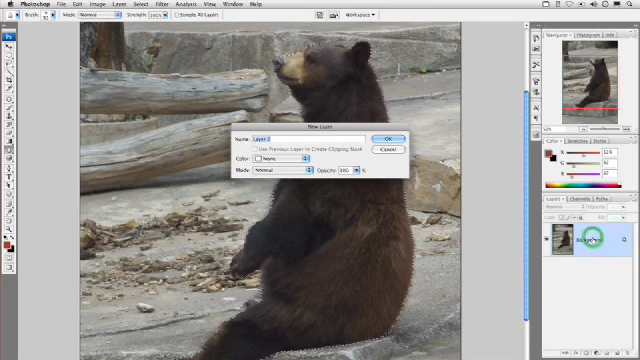 Photoshop File Edit Image Layer Select Filter Analysis View Window Help
Brush: Mode: Normal Strength: Sample All Layers Workspace
Navigator Histogram Info
New Layer
Name: Layer 0 OK
Use Previous Layer to Create Clipping Mask Cancel
Color: None
Mode: Normal Opacity: 100 %
Color Swatches Styles
R
G
B
Layers Channels Paths
Normal Opacity:
Lock: Fill:
Background